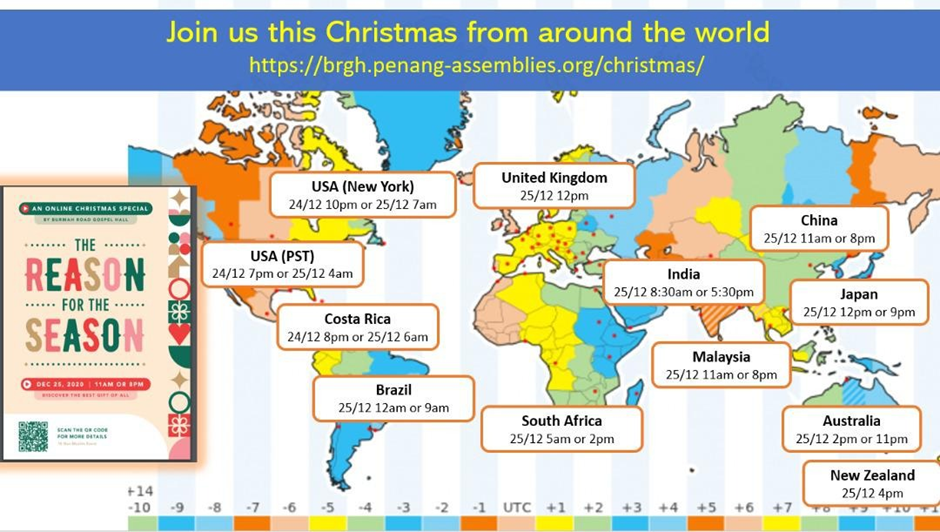 Join us this Christmas from around the world
https://brgh.penang-assemblies.org/christmas/
AN ONLINE CHRISTMAS SPECIAL
BY BURMAH ROAD GOSPEL HALL
THE
REASON
FOR THE
SEASON
DEC 25, 2020 | 11AM OR 8PM
DISCOVER THE BEST GIFT OF ALL
SCAN THE QR CODE
FOR MORE DETAILS
USA (New York)
24/12 10pm or 25/12 7am
USA (PST)
24/12 7pm or 25/12 4am
Costa Rica
24/12 8pm or 25/12 6am
Brazil
25/12 12am or 9am
United Kingdom
25/12 12pm
South Africa
25/12 5am or 2pm
India
25/12 8:30am or 5:30pm
China
25/12 11am or 8pm
Japan
25/12 12pm or 9pm
Malaysia
25/12 11am or 8pm
Australia
25/12 2pm or 11pm
New Zealand
25/12 4pm
+14
-10 -9 -8 -7 -6 -5 -4 -3 -2 -1 UTC +1 +2 +3 +4 +5 +6 +7 +8 +9 +10